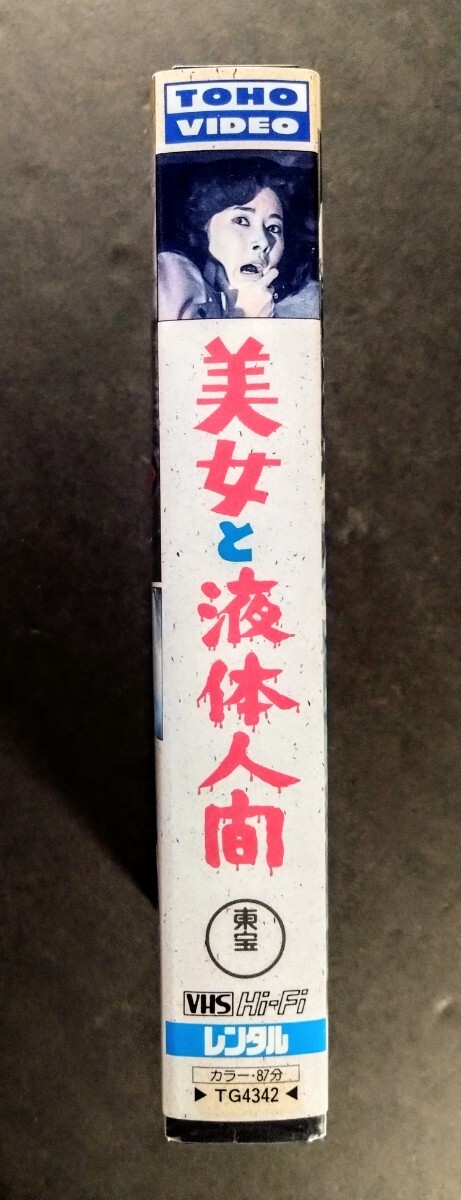 TOHO
VIDEO
美女と液体人間
東宝
VHS Hi-Fi
レンタル
カラー・87分
▶ TG4342 ◀